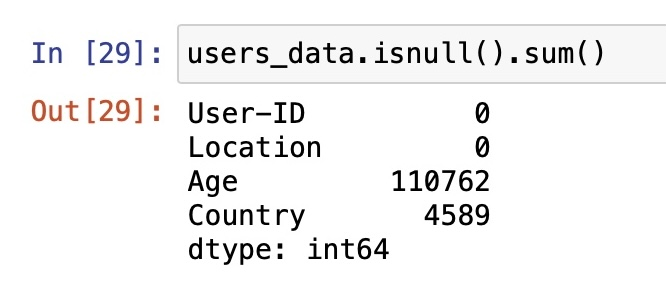 In [29]: users_data.isnull().sum()
Out[29]: User-ID 0
Location 0
Age 110762
Country 4589
dtype: int64